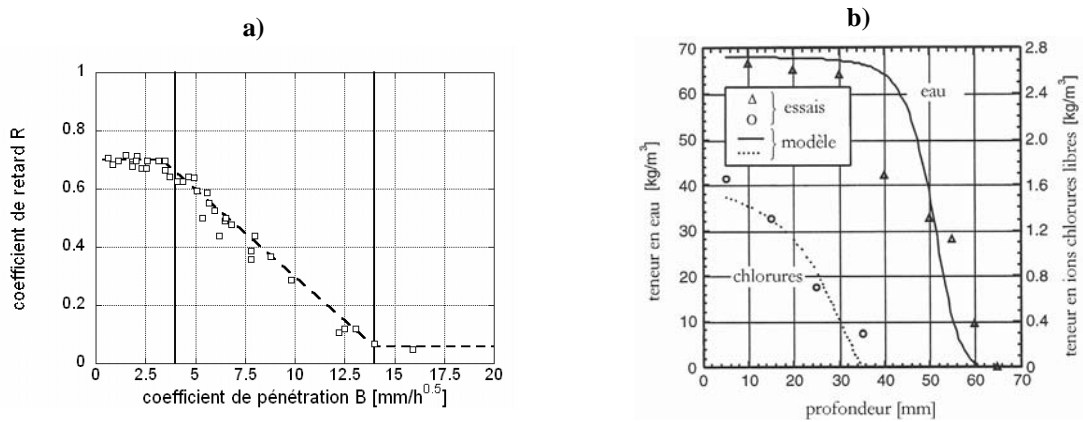 a)
1
0.8
0.6
0.4
0.2
0
0 2.5 5 7.5 10 12.5 15 17.5 20
coefficient de retard R
coefficient de pénétration B [mm/h^0.5]
b)
70
60
50
40
30
20
10
0
teneur en eau [kg/m³]
eau
essais
modèle
chlorures
2.8
2.4
2.0
1.6
1.2
0.8
0.4
0
teneur en ions chlorures libres [kg/m³]
0 10 20 30 40 50 60 70
profondeur [mm]